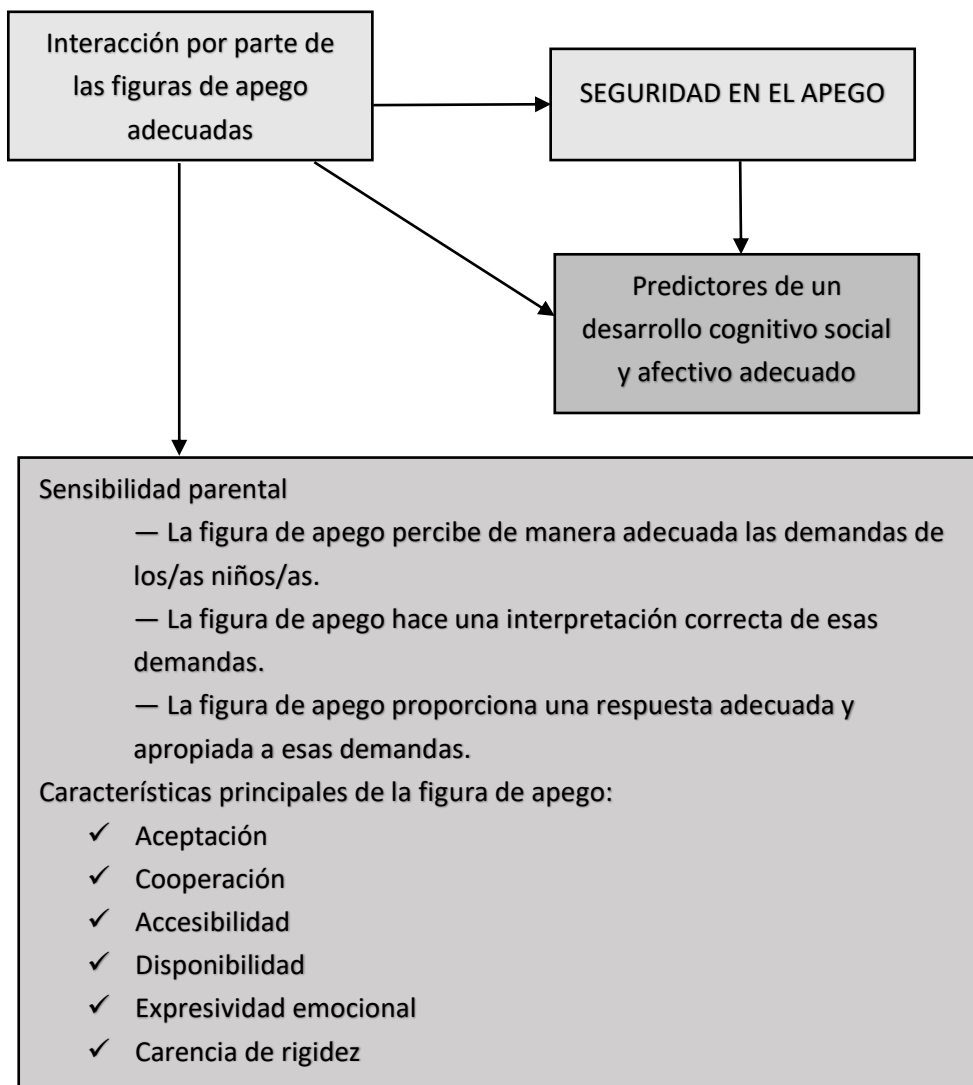 Interacción por parte de
las figuras de apego
adecuadas
SEGURIDAD EN EL APEGO
Predictores de un
desarrollo cognitivo social
y afectivo adecuado
Sensibilidad parental
— La figura de apego percibe de manera adecuada las demandas de
los/as niños/as.
— La figura de apego hace una interpretación correcta de esas
demandas.
— La figura de apego proporciona una respuesta adecuada y
apropiada a esas demandas.
Características principales de la figura de apego:
✓ Aceptación
✓ Cooperación
✓ Accesibilidad
✓ Disponibilidad
✓ Expresividad emocional
✓ Carencia de rigidez